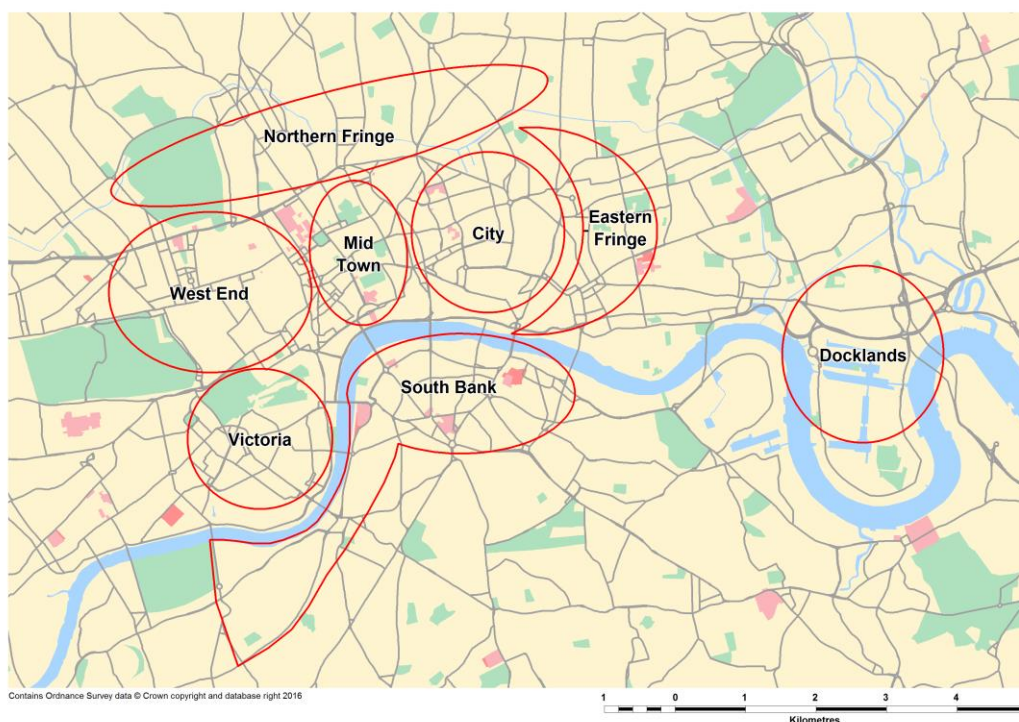 Northern Fringe
Mid
Town
City
Eastern
Fringe
West End
Docklands
South Bank
Victoria
Contains Ordnance Survey data © Crown copyright and database right 2016
1 0 1 2 3 4
Kilometres